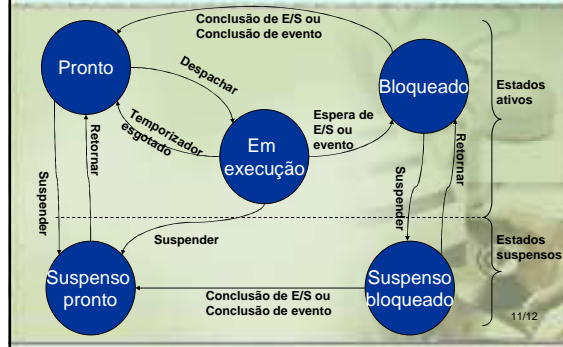 Conclusão de E/S ou
Conclusão de evento
Pronto
Despachar
Bloqueado
Estados
ativos
Temporizador
esgotado
Em
execução
Espera de
E/S ou
evento
Retornar
Suspender
Retornar
Suspender
Suspender
Estados
suspensos
Suspenso
pronto
Suspenso
bloqueado
Conclusão de E/S ou
Conclusão de evento
11/12